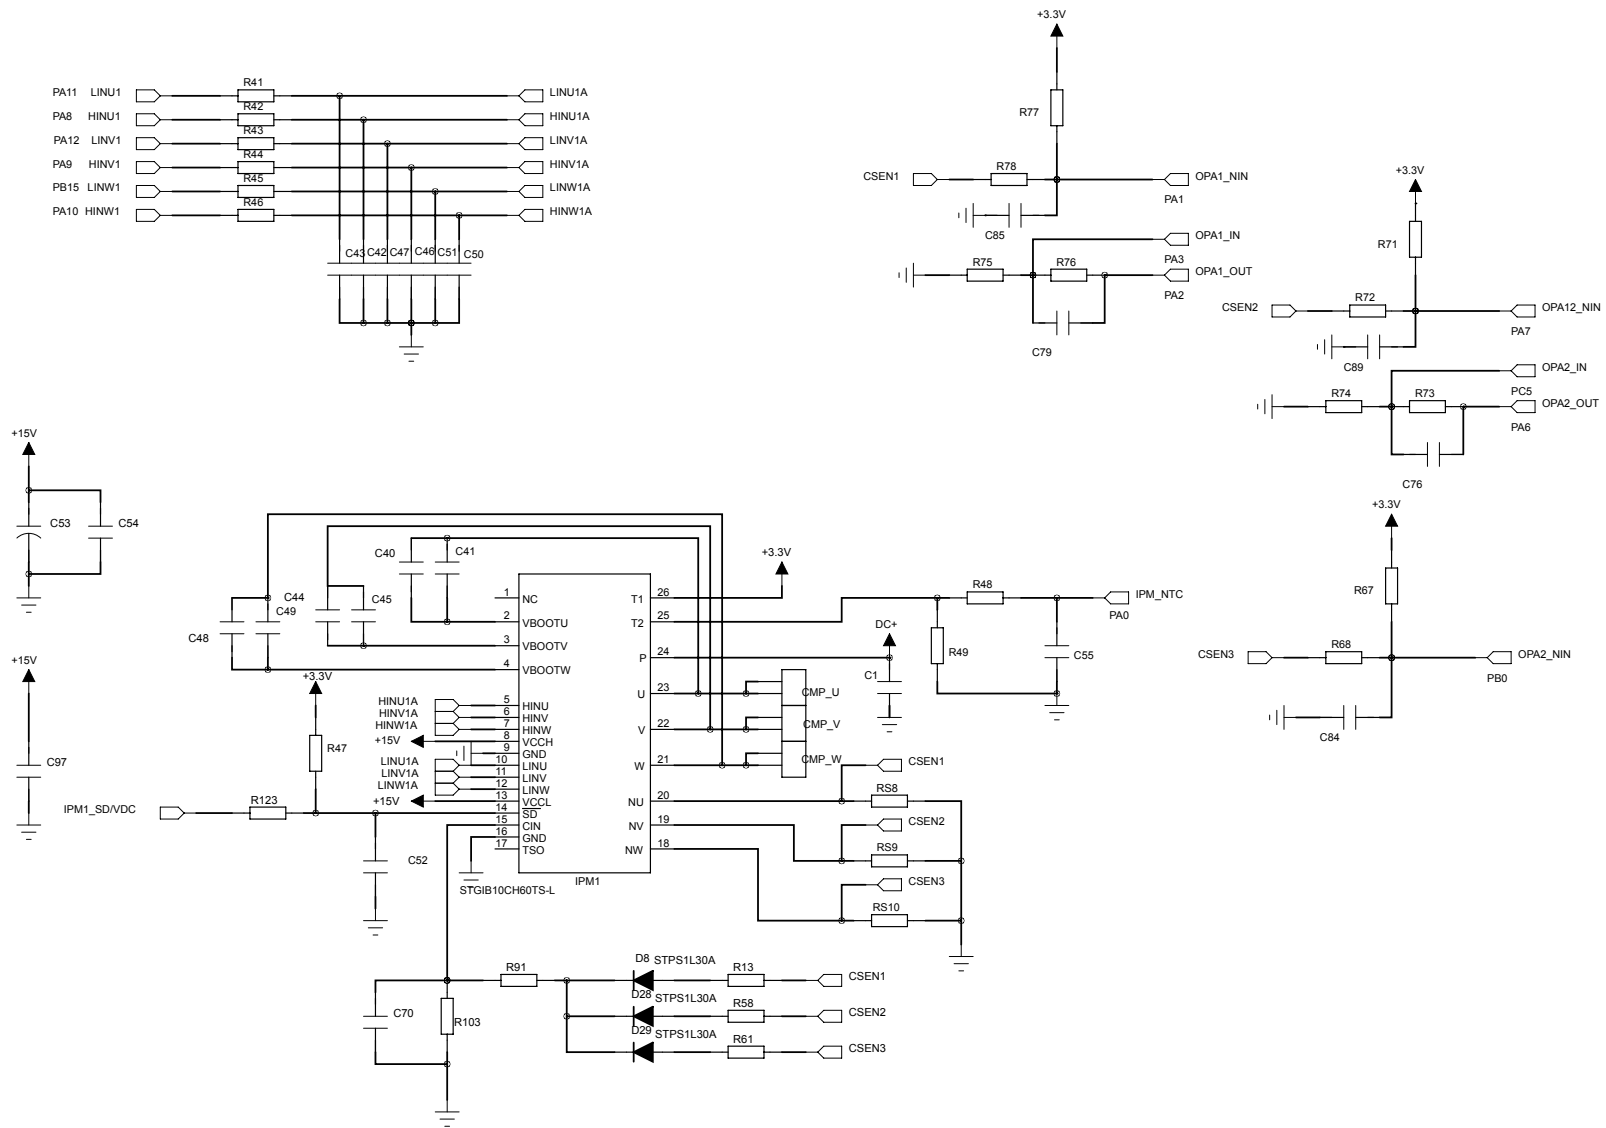 PA11 LINU1 R41 LINU1A
PA8 HINU1 R42 HINU1A
PA12 LINV1 R43 LINV1A
PA9 HINV1 R44 HINV1A
PB15 LINW1 R45 LINW1A
PA10 HINW1 R46 HINW1A
C43 C42 C47 C46 C51 C50
+3.3V
R77
CSEN1 R78 OPA1_NIN
PA1
C85
OPA1_IN
PA3
R75 R76 OPA1_OUT
PA2
C79
+3.3V
R71
CSEN2 R72 OPA12_NIN
PA7
C89
OPA2_IN
PC5
R74 R73 OPA2_OUT
PA6
C76
+3.3V
R67
CSEN3 R68 OPA2_NIN
PB0
C84
+15V
C53 C54
+15V
C97
C40 C41
C44 C45
C48 C49
+3.3V
R47
IPM1_SD/VDC R123
C52
HINU1A
HINV1A
HINW1A
+15V
LINU1A
LINV1A
LINW1A
+15V
1 NC
2 VBOOTU
3 VBOOTV
4 VBOOTW
5 HINU
6 HINV
7 HINW
8 VCCH
9 GND
10 LINU
11 LINV
12 LINW
13 VCCL
14 SD
15 CIN
16 GND
17 TSO
T1 26
T2 25
P 24
U 23
V 22
W 21
NU 20
NV 19
NW 18
IPM1
STGIB10CH60TS-L
+3.3V
R48 IPM_NTC
PA0
R49 C55
DC+
C1
CMP_U
CMP_V
CMP_W
CSEN1
RS8
CSEN2
RS9
CSEN3
RS10
R91 D8 STPS1L30A R13 CSEN1
D28 STPS1L30A R58 CSEN2
D29 STPS1L30A R61 CSEN3
C70 R103